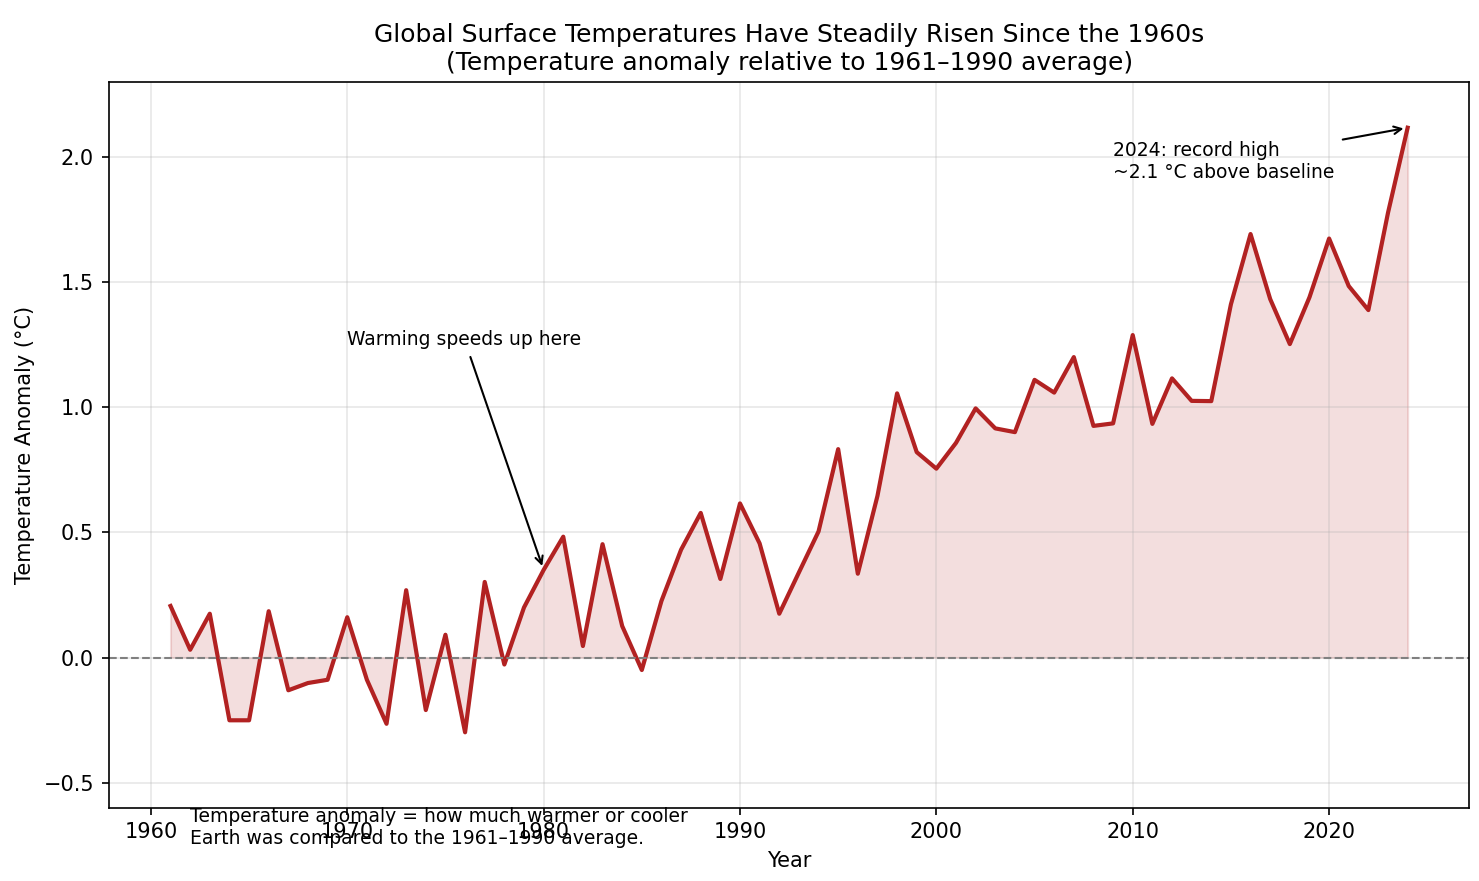 Global Surface Temperatures Have Steadily Risen Since the 1960s
(Temperature anomaly relative to 1961–1990 average)
Temperature Anomaly (°C)
2.0
1.5
1.0
0.5
0.0
−0.5
2024: record high
~2.1 °C above baseline
Warming speeds up here
Temperature anomaly = how much warmer or cooler
Earth was compared to the 1961–1990 average.
1960
1970
1980
1990
2000
2010
2020
Year